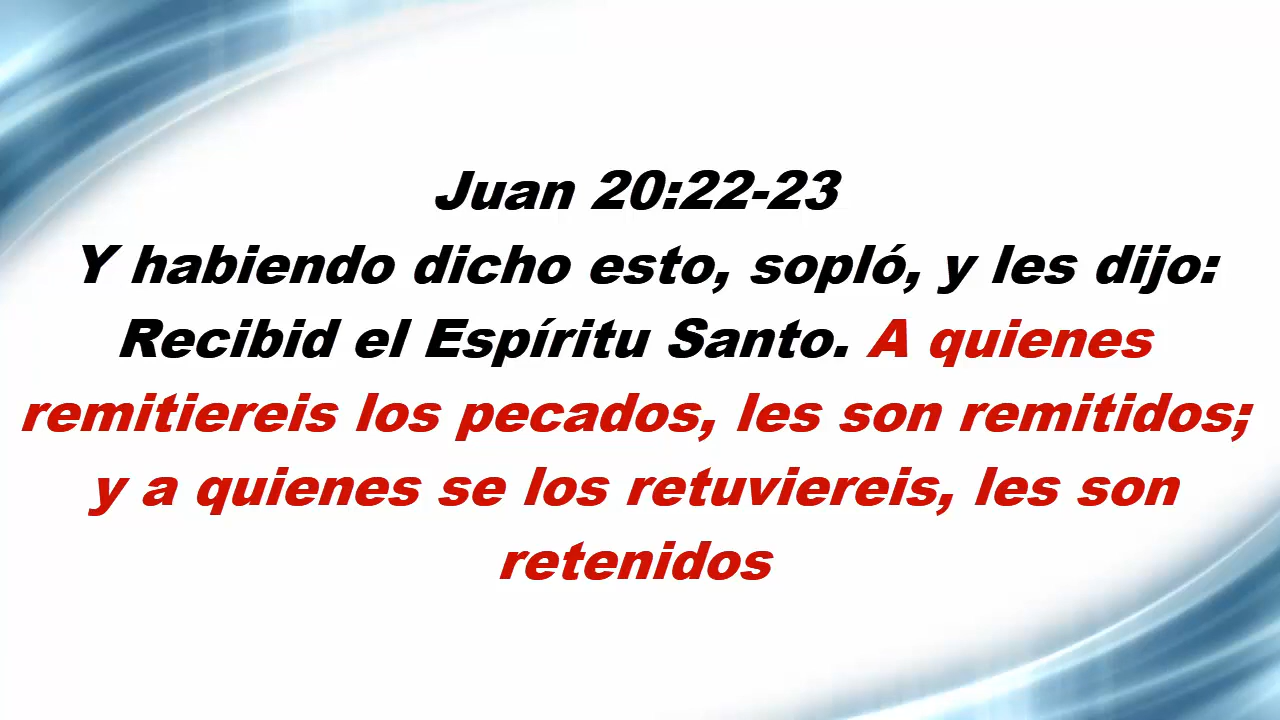 Juan 20:22-23
Y habiendo dicho esto, sopló, y les dijo:
Recibid el Espíritu Santo. A quienes
remitiereis los pecados, les son remitidos;
y a quienes se los retuviereis, les son
retenidos